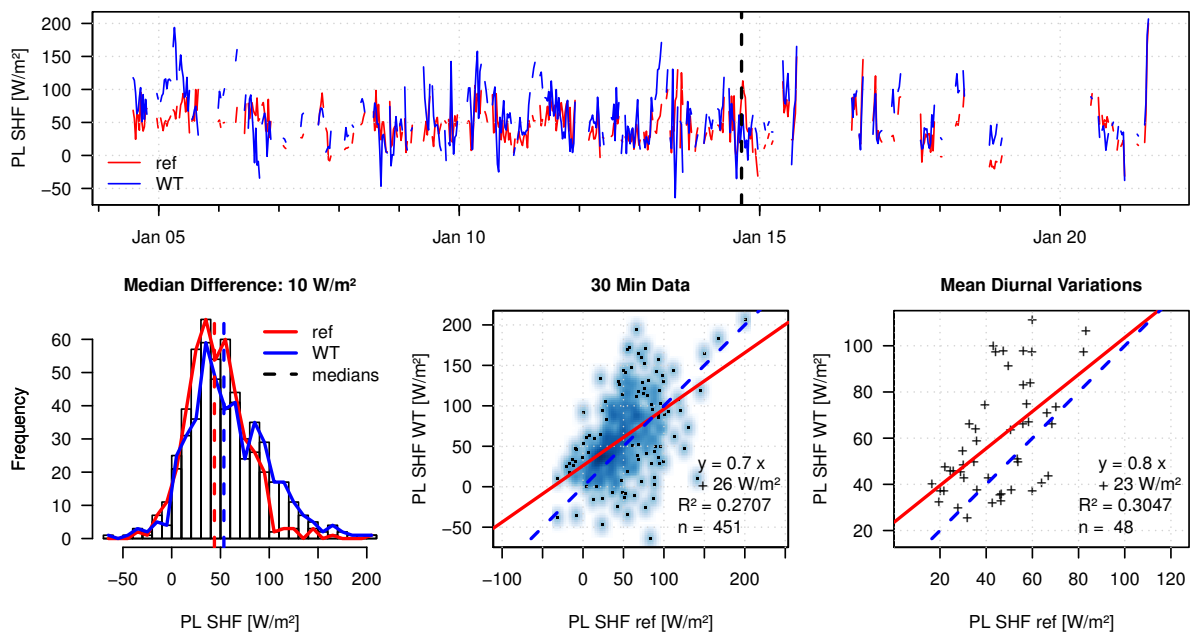 PL SHF [W/m²]
200
150
100
50
0
−50
ref
WT
Jan 05
Jan 10
Jan 15
Jan 20
Median Difference: 10 W/m²
Frequency
60
50
40
30
20
10
0
ref
WT
medians
−50
0
50
100
150
200
PL SHF [W/m²]
30 Min Data
PL SHF WT [W/m²]
200
150
100
50
0
−50
y = 0.7 x
+ 26 W/m²
R² = 0.2707
n = 451
−100
0
50
100
200
PL SHF ref [W/m²]
Mean Diurnal Variations
PL SHF WT [W/m²]
100
80
60
40
20
y = 0.8 x
+ 23 W/m²
R² = 0.3047
n = 48
20
40
60
80
100
120
PL SHF ref [W/m²]